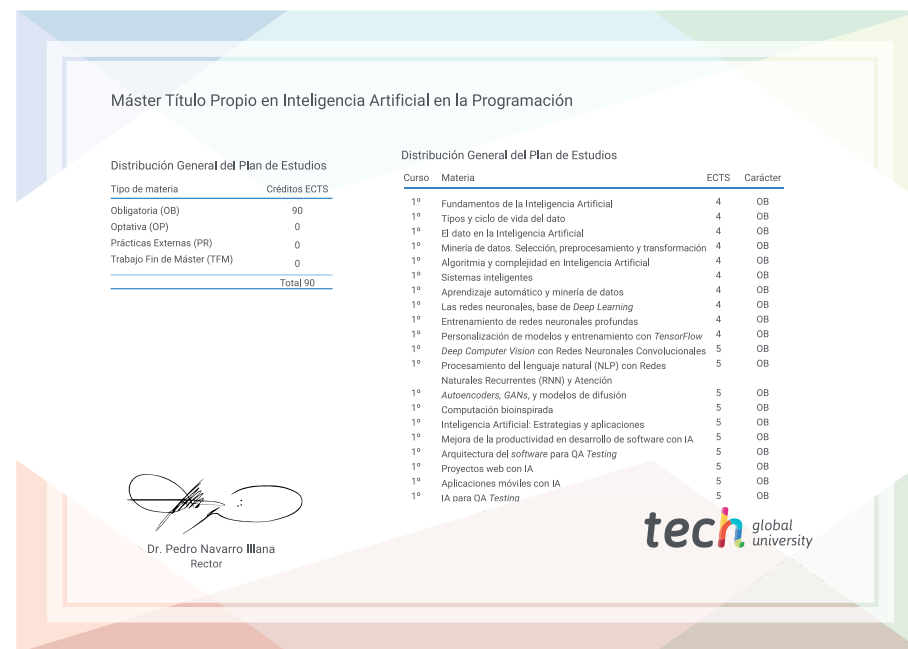 Máster Título Propio en Inteligencia Artificial en la Programación
Distribución General del Plan de Estudios
Tipo de materia Créditos ECTS
Obligatoria (OB) 90
Optativa (OP) 0
Prácticas Externas (PR) 0
Trabajo Fin de Máster (TFM) 0
Total 90
Distribución General del Plan de Estudios
Curso Materia ECTS Carácter
1º Fundamentos de la Inteligencia Artificial 4 OB
1º Tipos y ciclo de vida del dato 4 OB
1º El dato en la Inteligencia Artificial 4 OB
1º Minería de datos. Selección, preprocesamiento y transformación 4 OB
1º Algoritmia y complejidad en Inteligencia Artificial 4 OB
1º Sistemas inteligentes 4 OB
1º Aprendizaje automático y minería de datos 4 OB
1º Las redes neuronales, base de Deep Learning 4 OB
1º Entrenamiento de redes neuronales profundas 4 OB
1º Personalización de modelos y entrenamiento con TensorFlow 4 OB
1º Deep Computer Vision con Redes Neuronales Convolucionales 5 OB
1º Procesamiento del lenguaje natural (NLP) con Redes 5 OB
Naturales Recurrentes (RNN) y Atención
1º Autoencoders, GANs, y modelos de difusión 5 OB
1º Computación bioinspirada 5 OB
1º Inteligencia Artificial: Estrategias y aplicaciones 5 OB
1º Mejora de la productividad en desarrollo de software con IA 5 OB
1º Arquitectura del software para QA Testing 5 OB
1º Proyectos web con IA 5 OB
1º Aplicaciones móviles con IA 5 OB
1º IA para QA Testing 5 OB
Dr. Pedro Navarro Illana
Rector
tech global
university